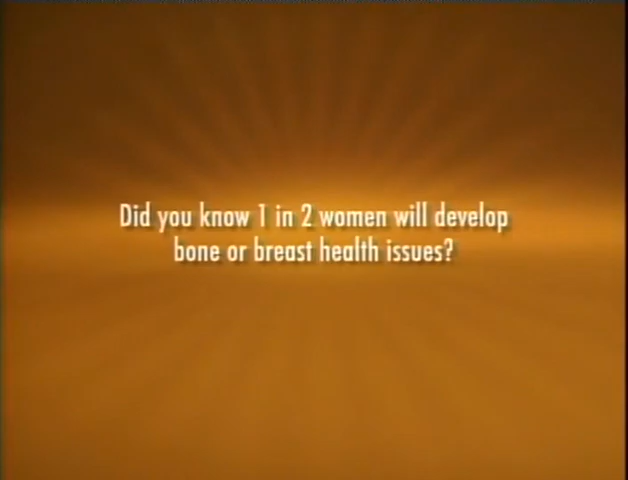 Did you know 1 in 2 women will develop
bone or breast health issues?